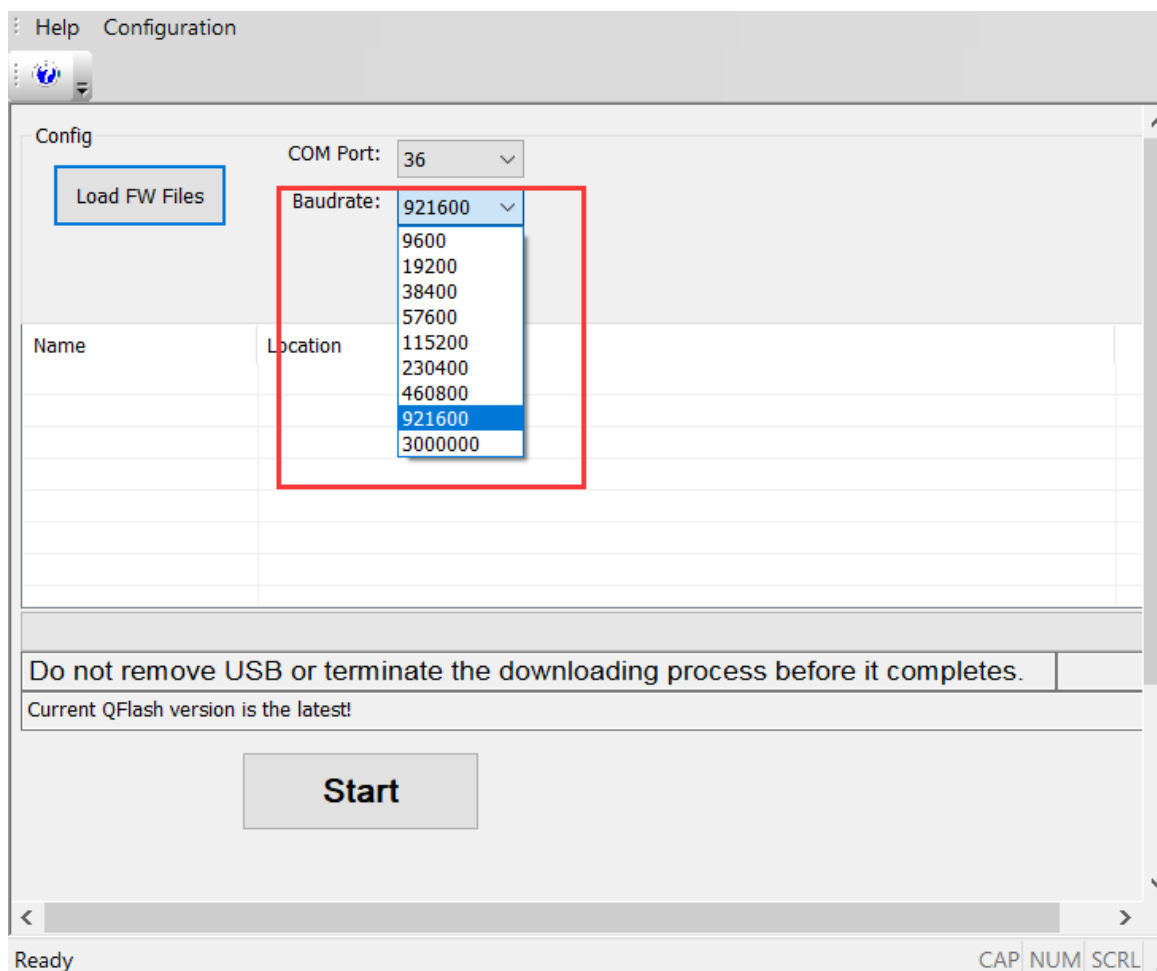 Help Configuration
Config
COM Port: 36
Load FW Files
Baudrate: 921600
9600
19200
38400
57600
115200
230400
460800
921600
3000000
Name Location
Do not remove USB or terminate the downloading process before it completes.
Current QFlash version is the latest!
Start
Ready CAP NUM SCRL